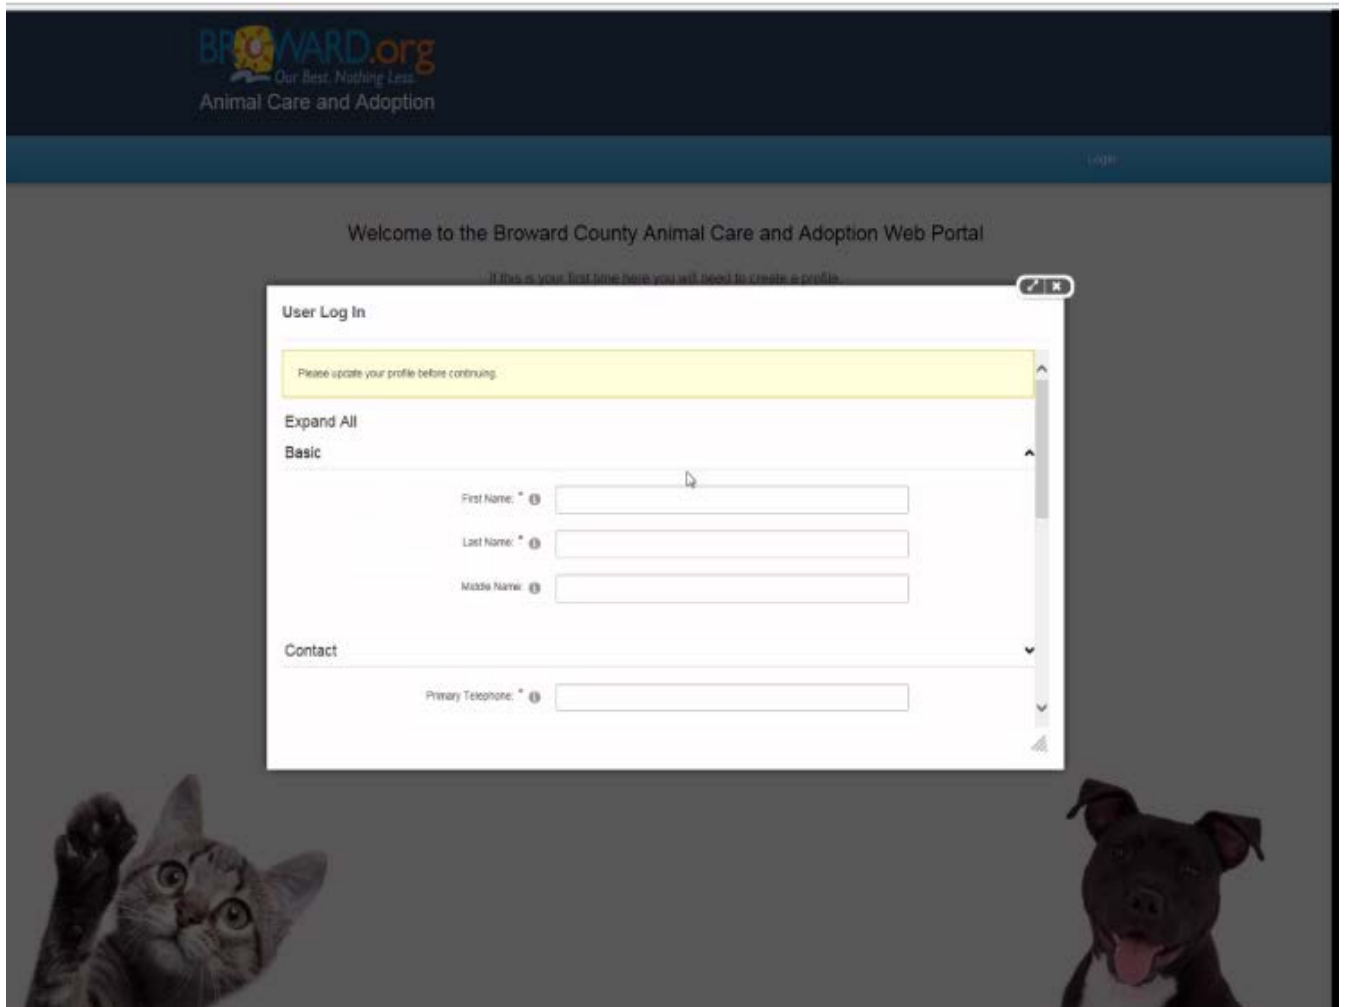 BROWARD.org
Our Best. Nothing Less.
Animal Care and Adoption
Login
Welcome to the Broward County Animal Care and Adoption Web Portal
If this is your first time here you will need to create a profile.
User Log In
Please update your profile before continuing.
Expand All
Basic
First Name: *
Last Name: *
Middle Name:
Contact
Primary Telephone: *